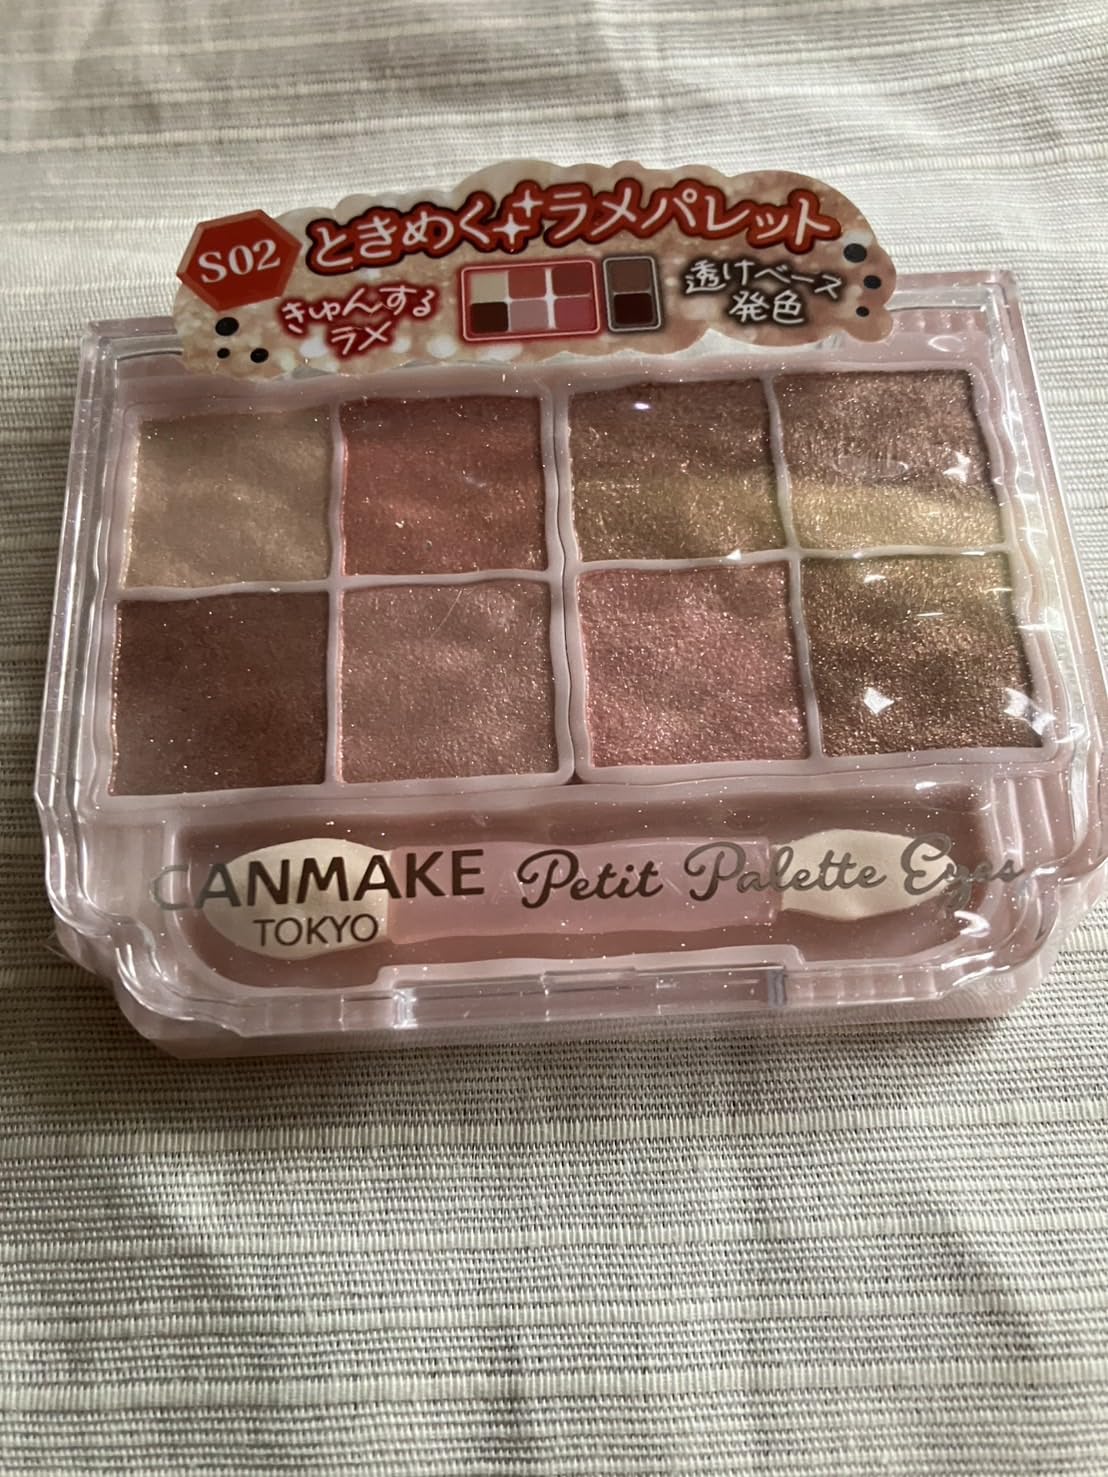 S02
ときめくラメパレット
きゅんする
ラメ
透けベース
発色
CANMAKE
TOKYO
Petit Palette Eyes